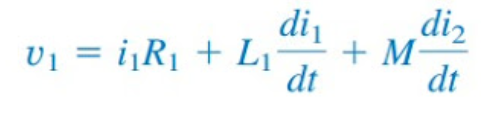 v₁ = i₁R₁ + L₁ di₁/dt + M di₂/dt